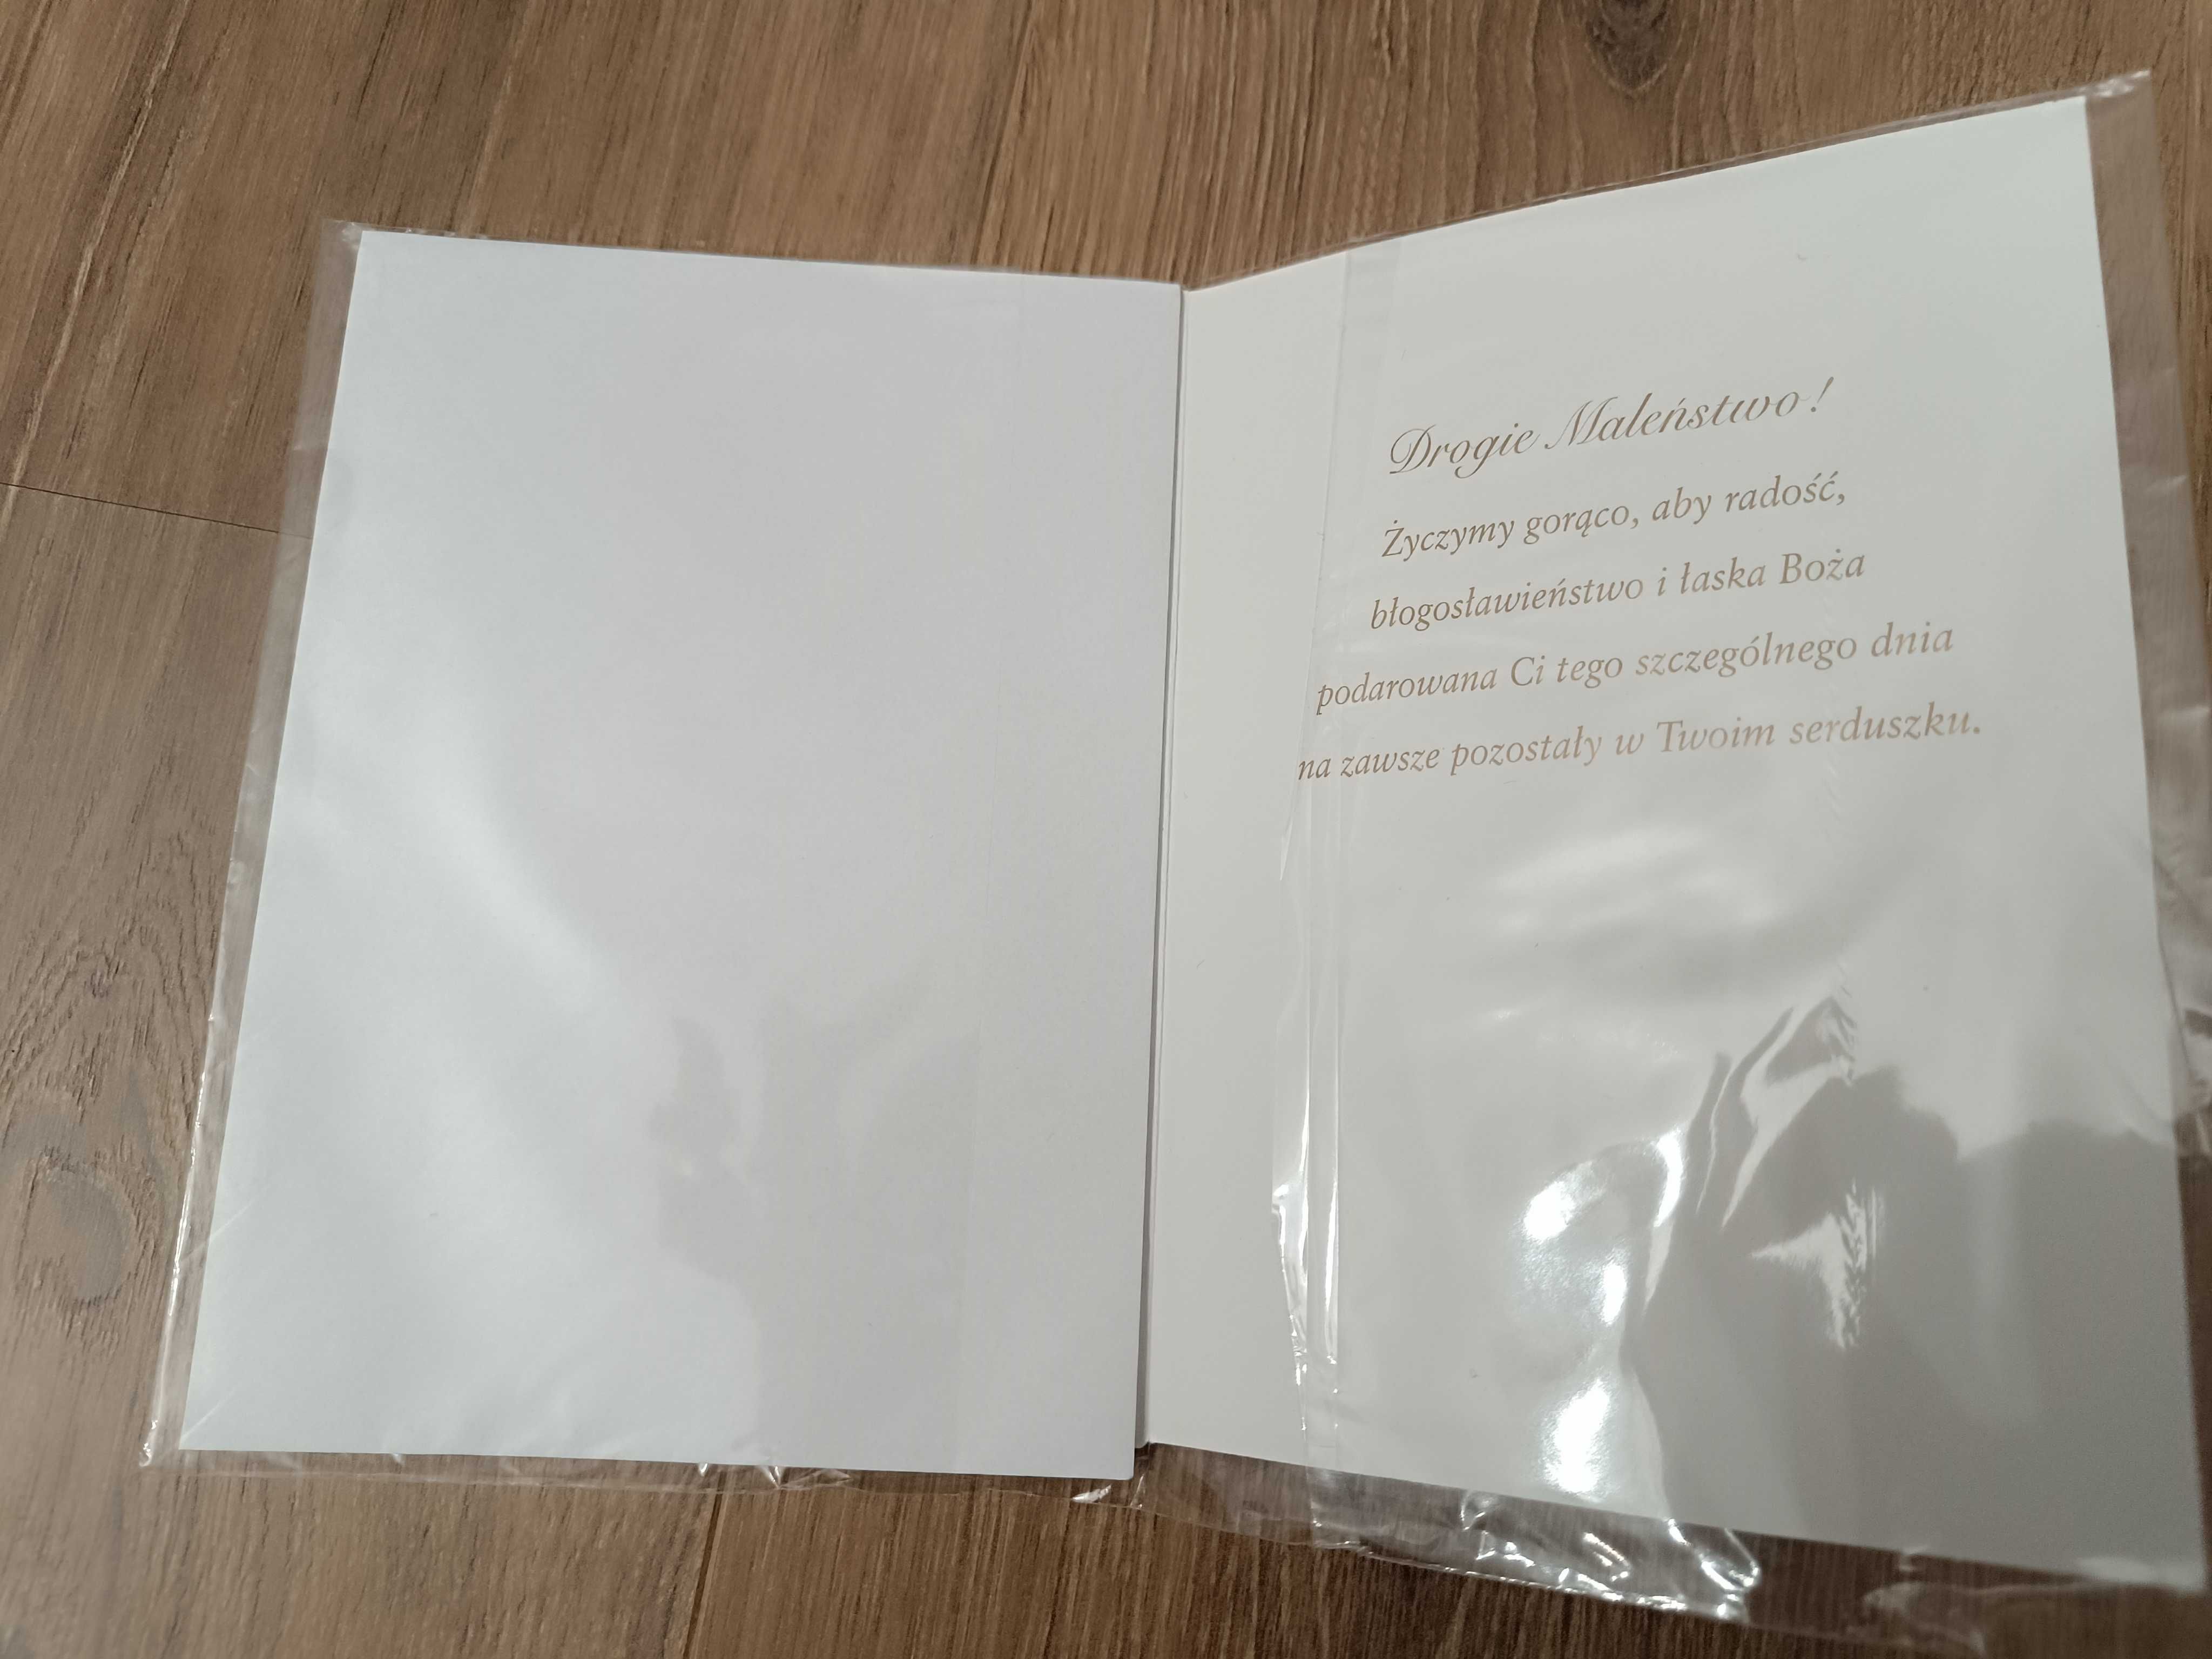 Drogie Maleństwo!
Życzymy gorąco, aby radość,
błogosławieństwo i łaska Boża
podarowana Ci tego szczególnego dnia
na zawsze pozostały w Twoim serduszku.